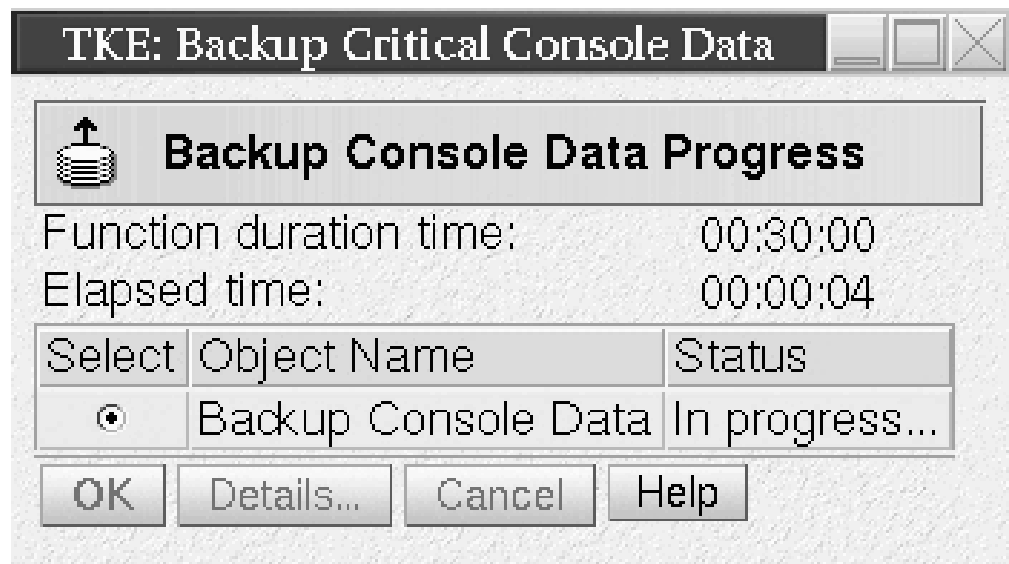 TKE: Backup Critical Console Data
Backup Console Data Progress
Function duration time: 00:30:00
Elapsed time: 00:00:04
Select Object Name Status
Backup Console Data In progress...
OK Details... Cancel Help